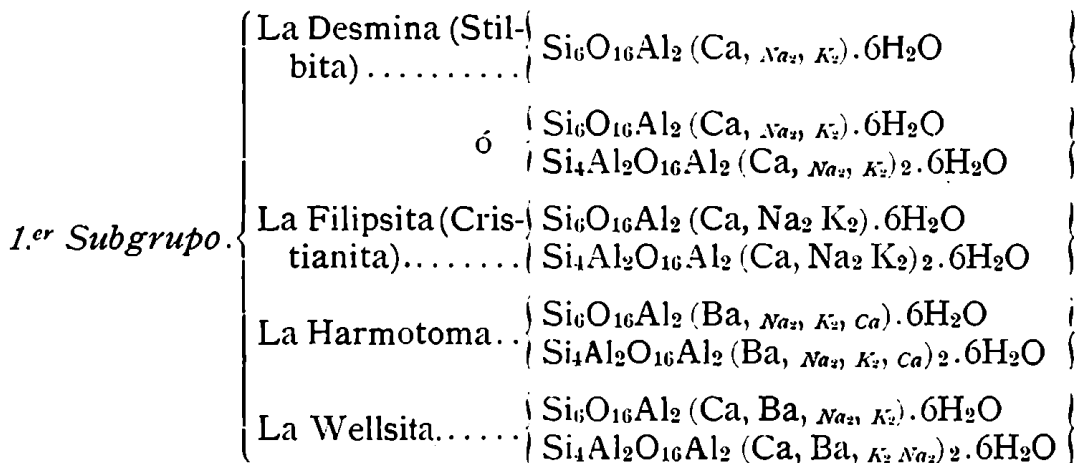 La Desmina (Stil- Si₆O₁₆Al₂ (Ca, Na₂, K₂).6H₂O
bita) ..........
ó Si₆O₁₆Al₂ (Ca, Na₂, K₂).6H₂O
Si₄Al₂O₁₆Al₂ (Ca, Na₂, K₂)₂.6H₂O
1.er Subgrupo.
La Filipsita (Cris- Si₆O₁₆Al₂ (Ca, Na₂ K₂).6H₂O
tianita)........ Si₄Al₂O₁₆Al₂ (Ca, Na₂ K₂)₂.6H₂O
La Harmotoma.. Si₆O₁₆Al₂ (Ba, Na₂, K₂, Ca).6H₂O
Si₄Al₂O₁₆Al₂ (Ba, Na₂, K₂, Ca)₂.6H₂O
La Wellsita...... Si₆O₁₆Al₂ (Ca, Ba, Na₂, K₂).6H₂O
Si₄Al₂O₁₆Al₂ (Ca, Ba, K₂ Na₂)₂.6H₂O